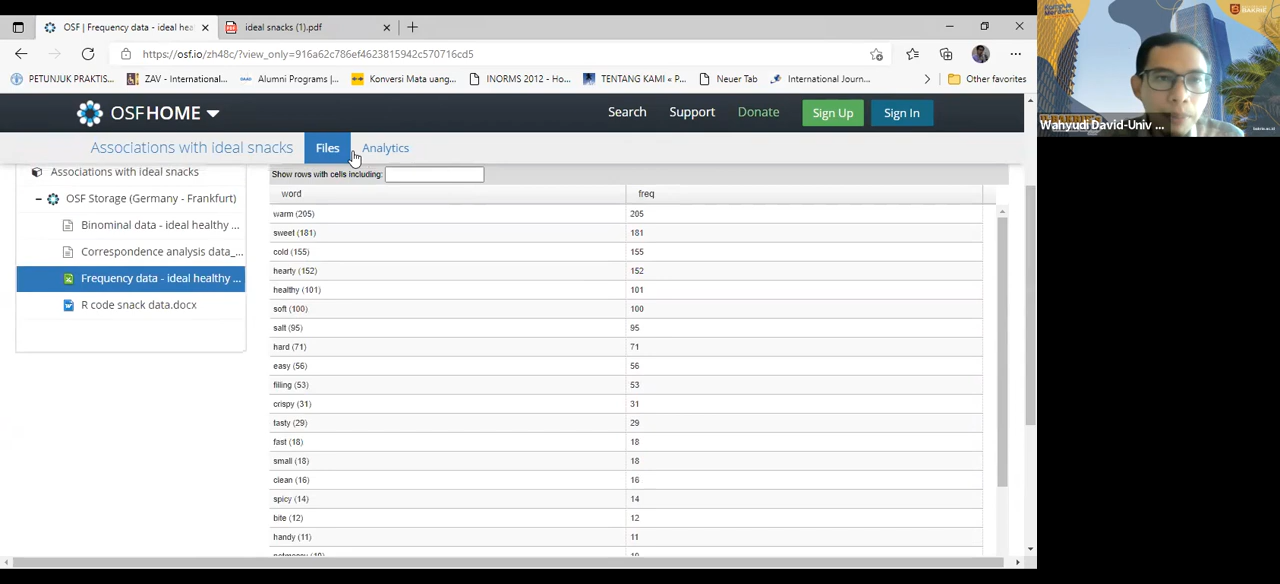 OSF | Frequency data - ideal hea
ideal snacks (1).pdf
https://osf.io/zh48c/?view_only=916a62c786ef4623815942c570716cd5
PETUNJUK PRAKTIS...
ZAV - International...
Alumni Programs |...
Konversi Mata uang...
INORMS 2012 - Ho...
TENTANG KAMI « P...
Neuer Tab
International Journ...
Other favorites
OSFHOME
Search
Support
Donate
Sign Up
Sign In
Associations with ideal snacks
Files
Analytics
Associations with ideal snacks
OSF Storage (Germany - Frankfurt)
Binominal data - ideal healthy ...
Correspondence analysis data_...
Frequency data - ideal healthy ...
R code snack data.docx
Show rows with cells including:
word freq
warm (205) 205
sweet (181) 181
cold (155) 155
hearty (152) 152
healthy (101) 101
soft (100) 100
salt (95) 95
hard (71) 71
easy (56) 56
filling (53) 53
crispy (31) 31
tasty (29) 29
fast (18) 18
small (18) 18
clean (16) 16
spicy (14) 14
bite (12) 12
handy (11) 11
Kampus
Merdeka
BAKRIE
Wahyudi David-Univ ...